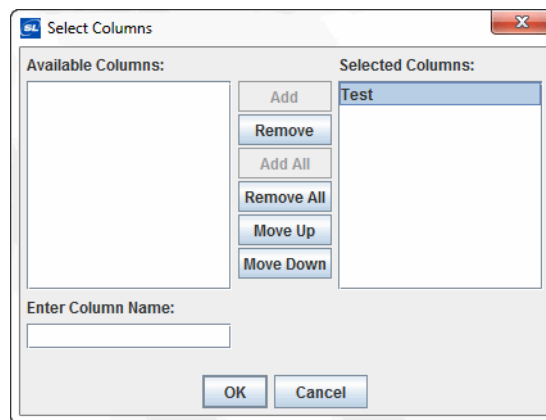 SL Select Columns
Available Columns:
Selected Columns:
Add
Test
Remove
Add All
Remove All
Move Up
Move Down
Enter Column Name:
OK
Cancel